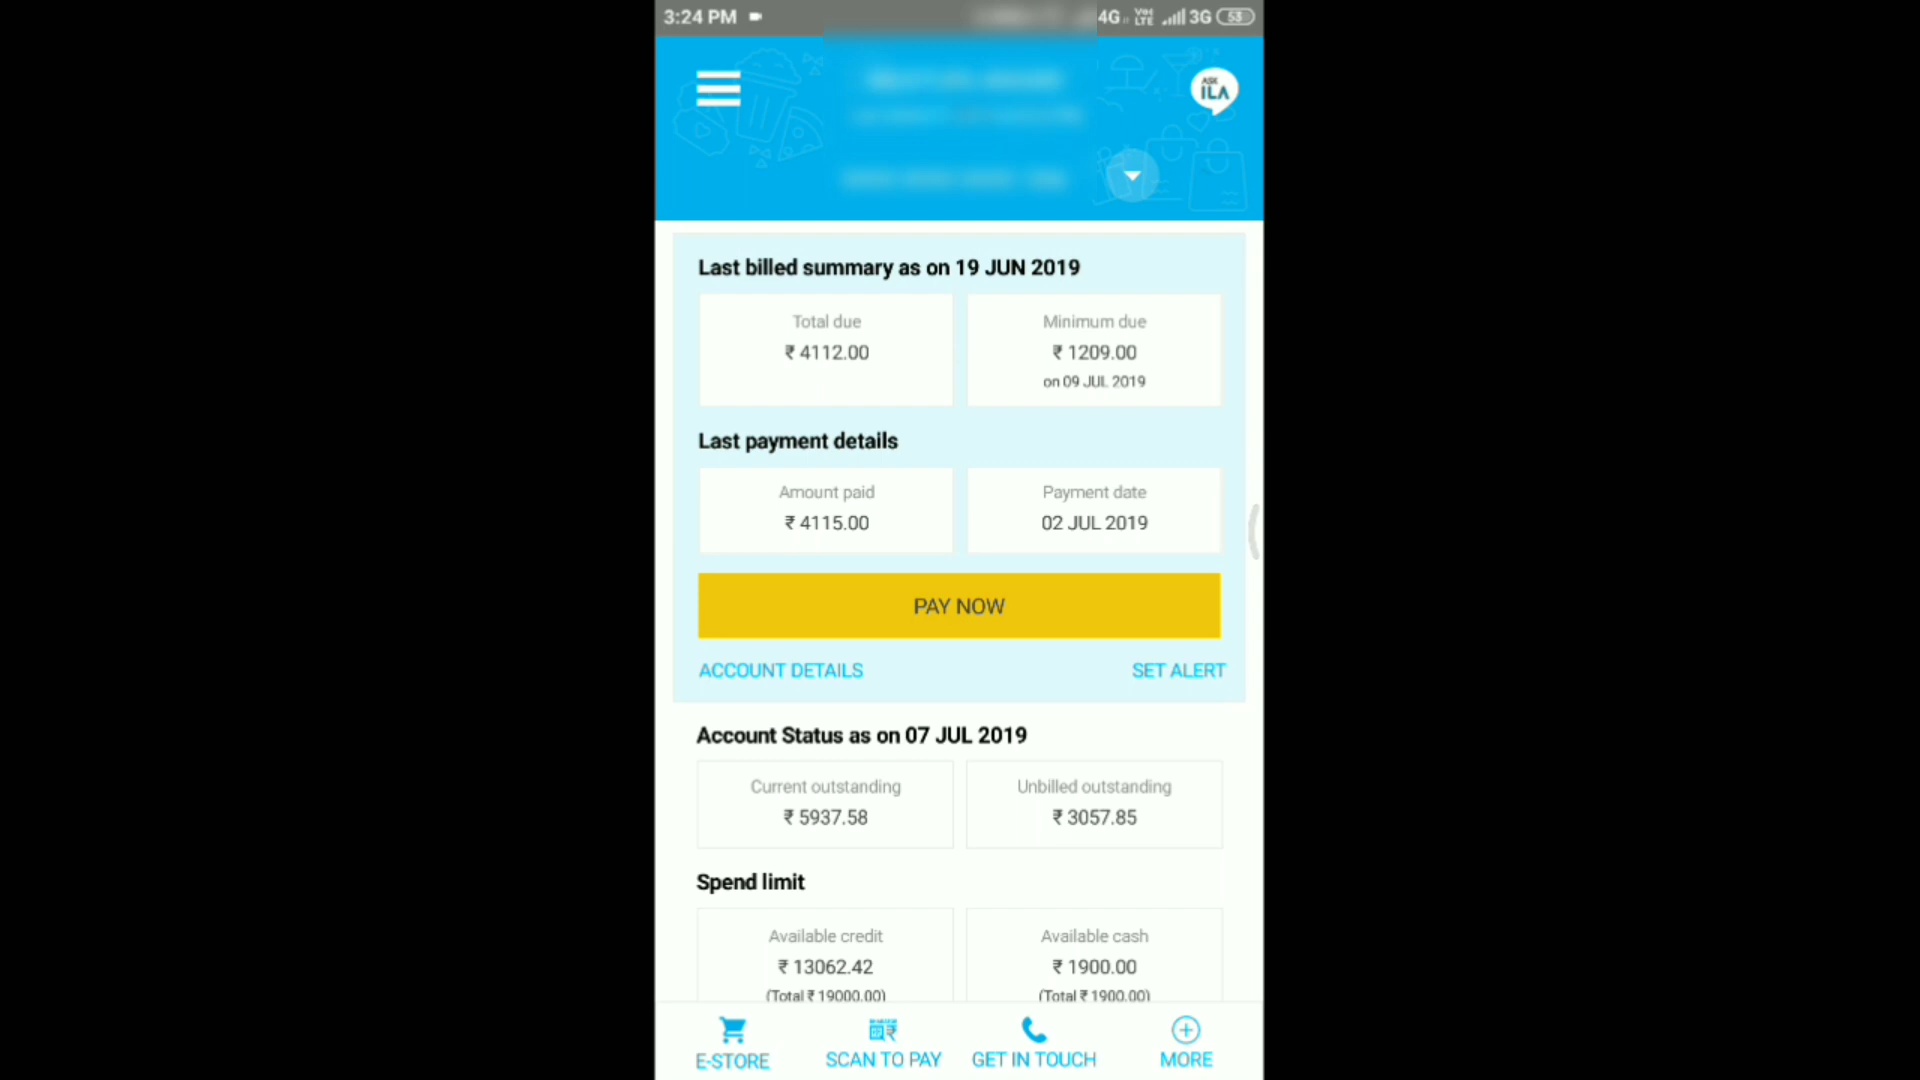 3:24 PM 4G VoLTE 3G 53
ASK
ILA
Last billed summary as on 19 JUN 2019
Total due Minimum due
₹ 4112.00 ₹ 1209.00
on 09 JUL 2019
Last payment details
Amount paid Payment date
₹ 4115.00 02 JUL 2019
PAY NOW
ACCOUNT DETAILS SET ALERT
Account Status as on 07 JUL 2019
Current outstanding Unbilled outstanding
₹ 5937.58 ₹ 3057.85
Spend limit
Available credit Available cash
₹ 13062.42 ₹ 1900.00
(Total ₹ 19000.00) (Total ₹ 1900.00)
E-STORE SCAN TO PAY GET IN TOUCH MORE